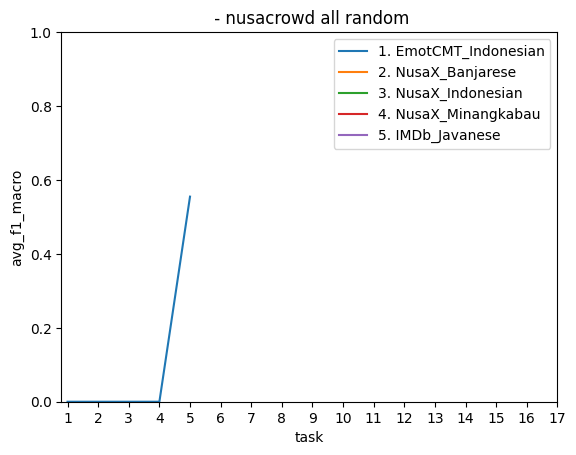 - nusacrowd all random
1. EmotCMT_Indonesian
2. NusaX_Banjarese
3. NusaX_Indonesian
4. NusaX_Minangkabau
5. IMDb_Javanese
avg_f1_macro
1.0
0.8
0.6
0.4
0.2
0.0
1 2 3 4 5 6 7 8 9 10 11 12 13 14 15 16 17
task